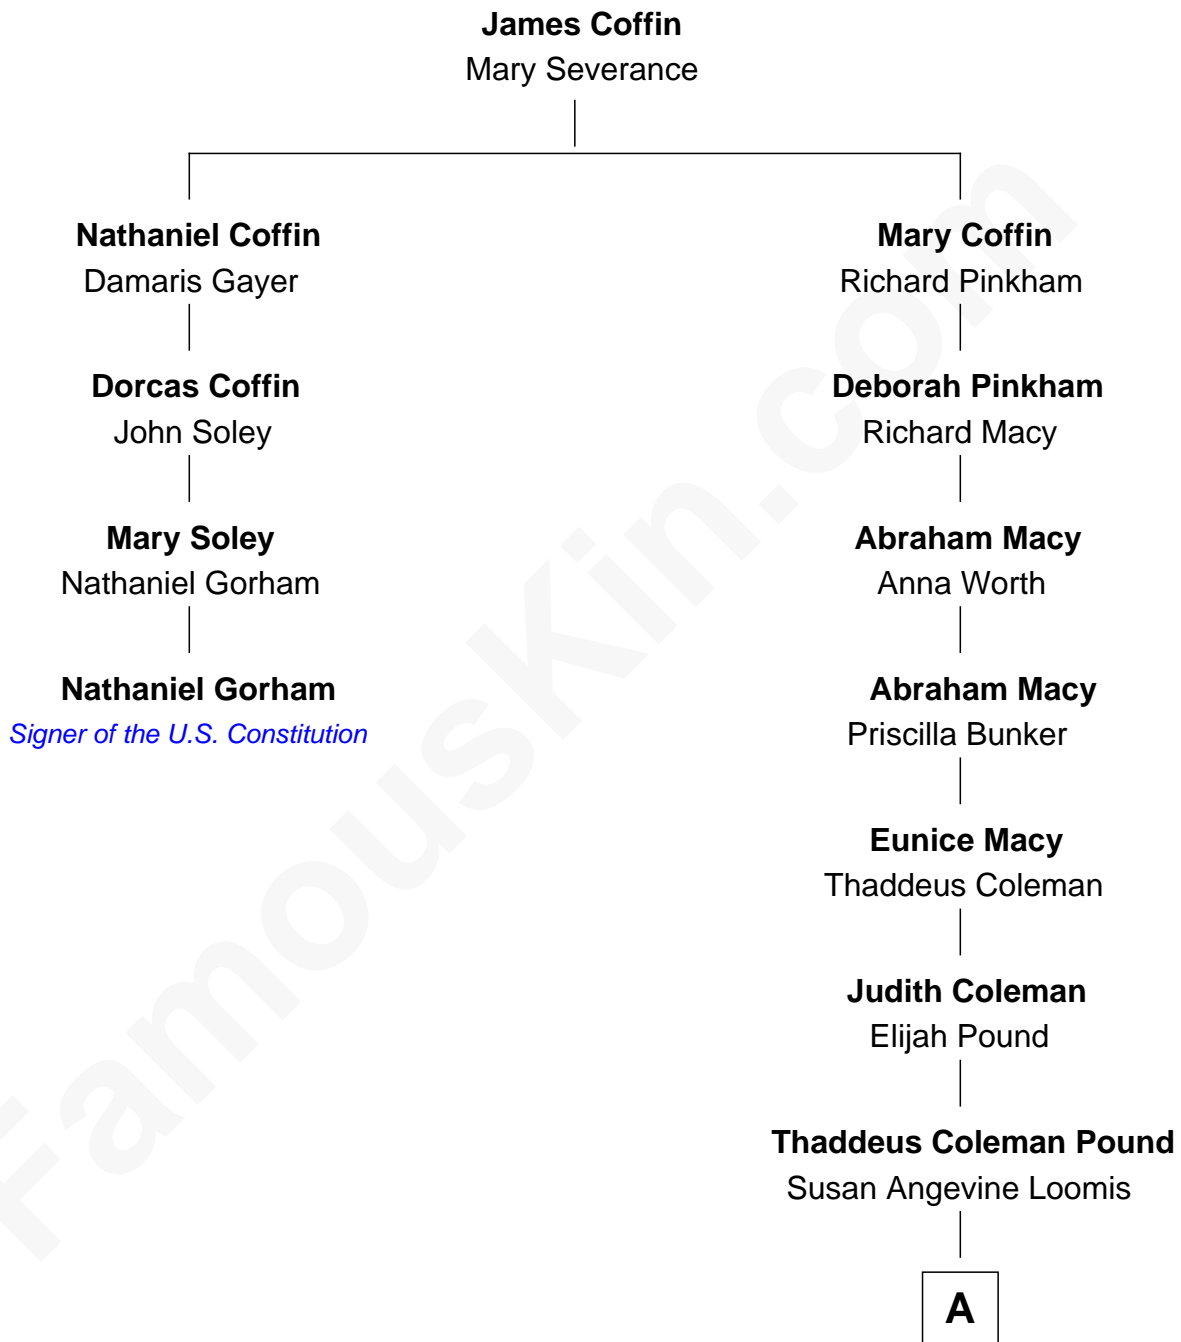 James Coffin
Mary Severance
Nathaniel Coffin
Damaris Gayer
Dorcas Coffin
John Soley
Mary Soley
Nathaniel Gorham
Nathaniel Gorham
Signer of the U.S. Constitution
Mary Coffin
Richard Pinkham
Deborah Pinkham
Richard Macy
Abraham Macy
Anna Worth
Abraham Macy
Priscilla Bunker
Eunice Macy
Thaddeus Coleman
Judith Coleman
Elijah Pound
Thaddeus Coleman Pound
Susan Angevine Loomis
A
FamousKin.com